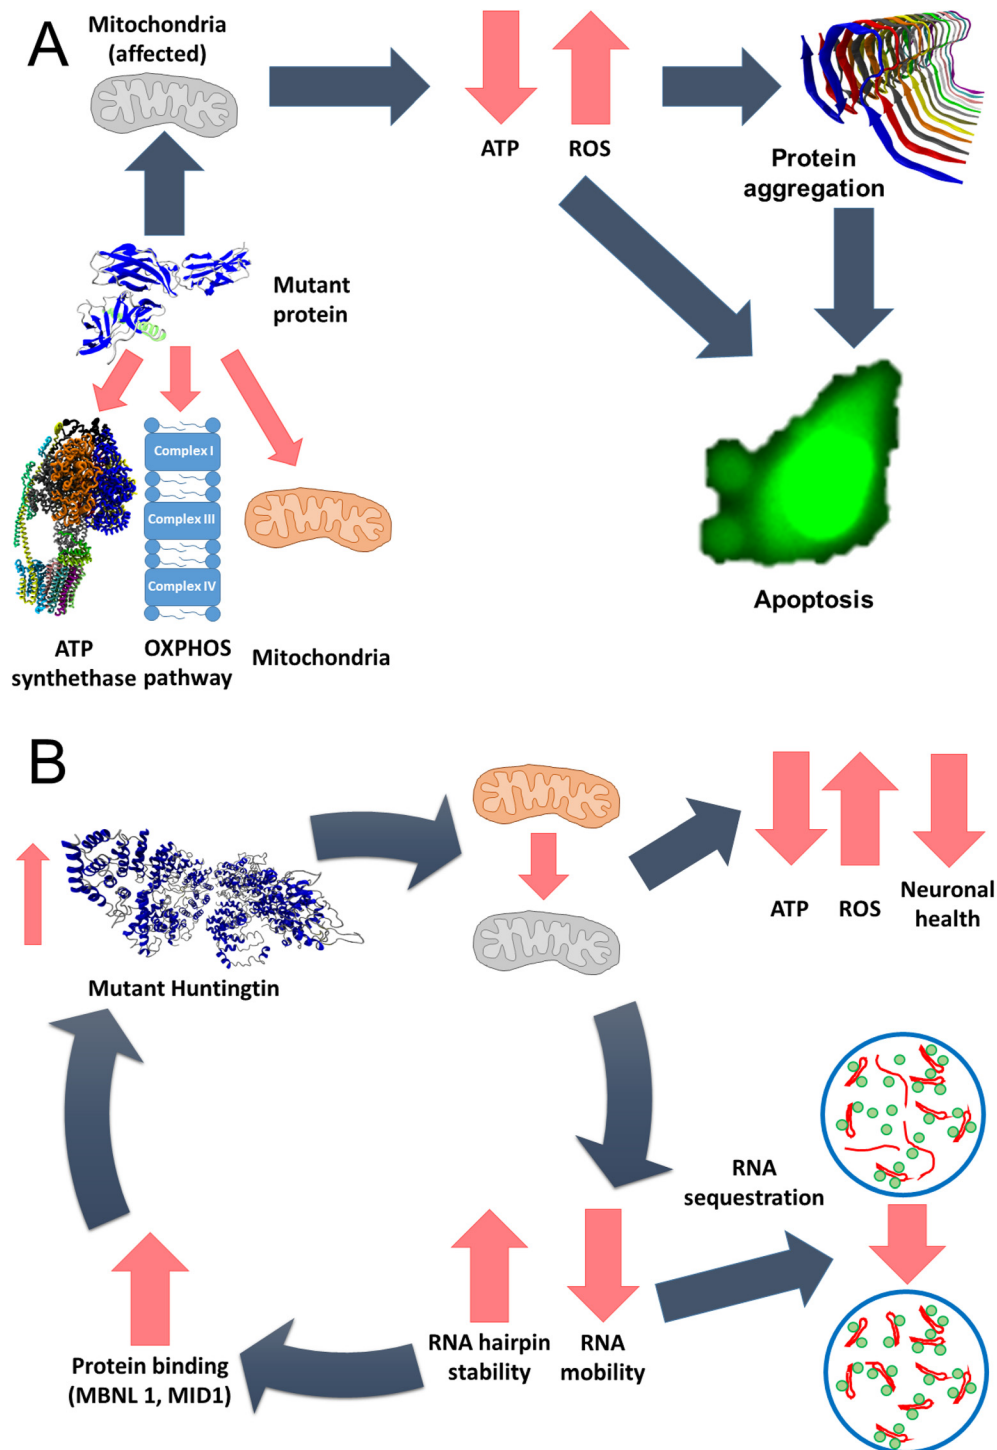 A
Mitochondria
(affected)
ATP
ROS
Protein
aggregation
Mutant
protein
Complex I
Complex III
Complex IV
ATP
synthethase
OXPHOS
pathway
Mitochondria
Apoptosis
B
Mutant Huntingtin
ATP
ROS
Neuronal
health
RNA
sequestration
RNA hairpin
stability
RNA
mobility
Protein binding
(MBNL 1, MID1)